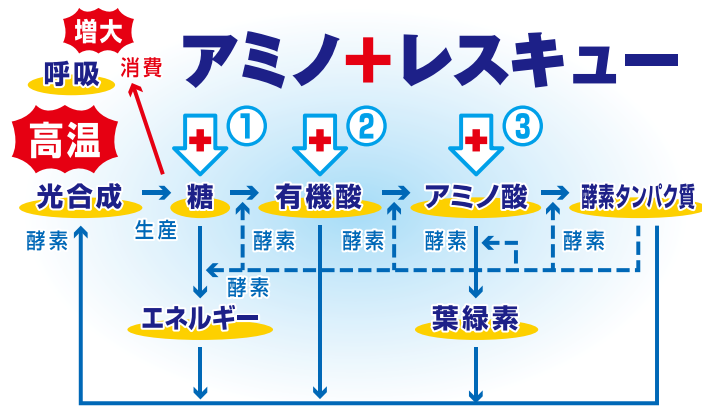 増大
呼吸
消費
アミノ+レスキュー
高温
+ ①
+ ②
+ ③
光合成
糖
有機酸
アミノ酸
酵素タンパク質
酵素
生産
酵素
酵素
酵素
酵素
酵素
エネルギー
葉緑素